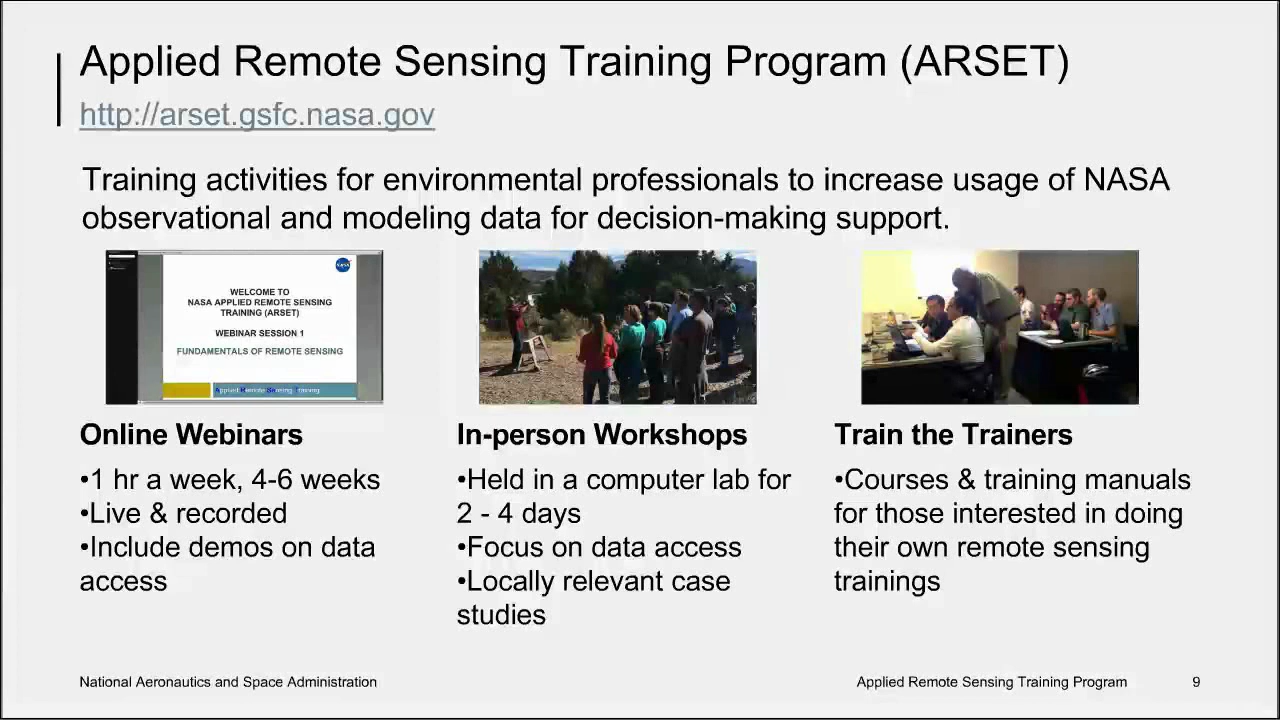 Applied Remote Sensing Training Program (ARSET)
http://arset.gsfc.nasa.gov
Training activities for environmental professionals to increase usage of NASA
observational and modeling data for decision-making support.
NASA
WELCOME TO
NASA APPLIED REMOTE SENSING
TRAINING (ARSET)
WEBINAR SESSION 1
FUNDAMENTALS OF REMOTE SENSING
Applied Remote Sensing Training
Online Webinars
•1 hr a week, 4-6 weeks
•Live & recorded
•Include demos on data
access
In-person Workshops
•Held in a computer lab for
2 - 4 days
•Focus on data access
•Locally relevant case
studies
Train the Trainers
•Courses & training manuals
for those interested in doing
their own remote sensing
trainings
National Aeronautics and Space Administration
Applied Remote Sensing Training Program
9